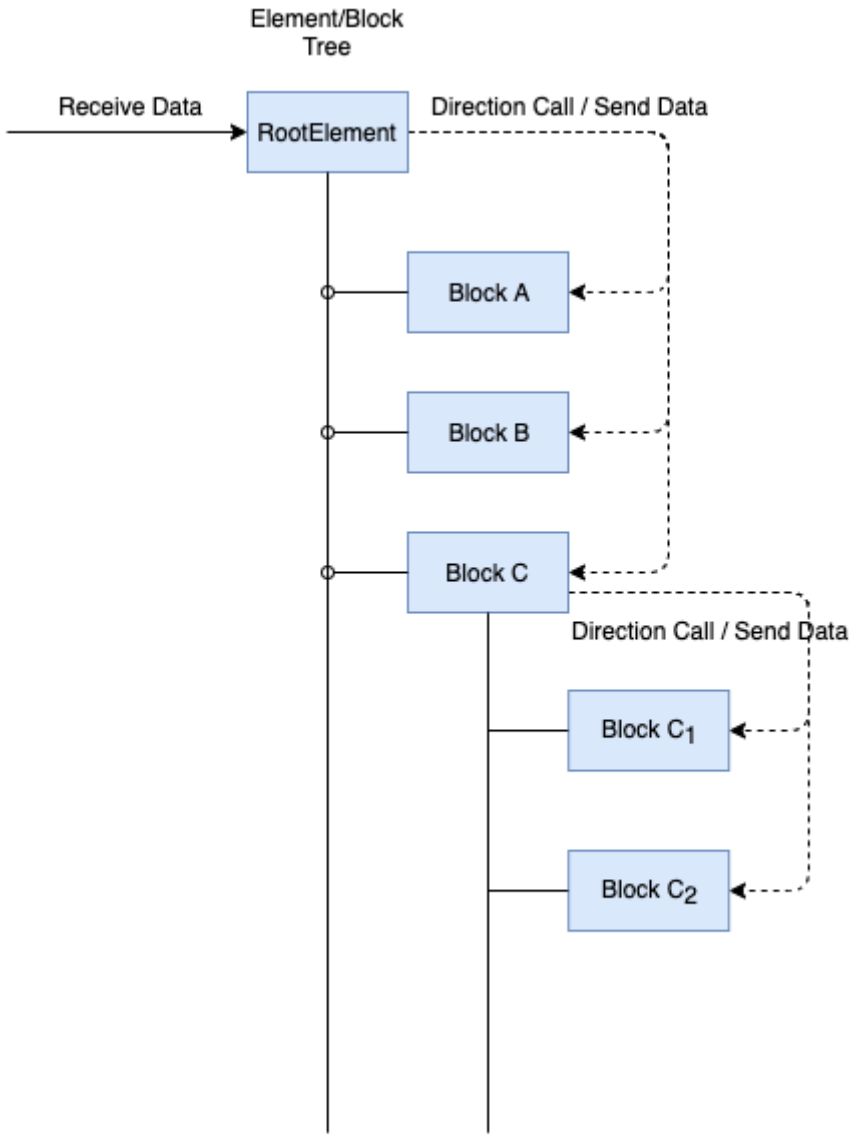 Element/Block
Tree
Receive Data
RootElement
Direction Call / Send Data
Block A
Block B
Block C
Direction Call / Send Data
Block C₁
Block C₂